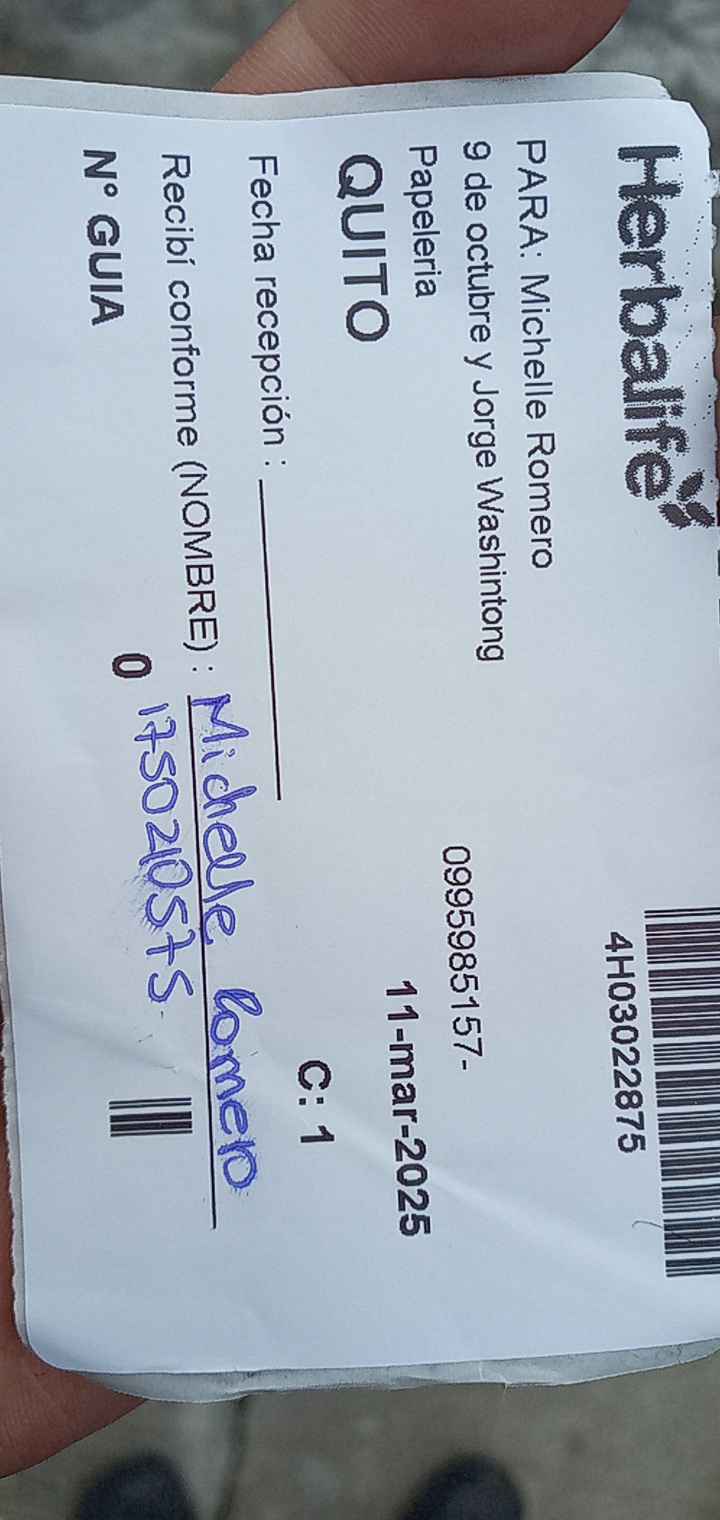 Herbalife
4H03022875
PARA: Michelle Romero
9 de octubre y Jorge Washintong
0995985157-
Papeleria
11-mar-2025
QUITO
C: 1
Fecha recepción :
Recibí conforme (NOMBRE) : Michelle Romero
0 1750210575
N° GUIA